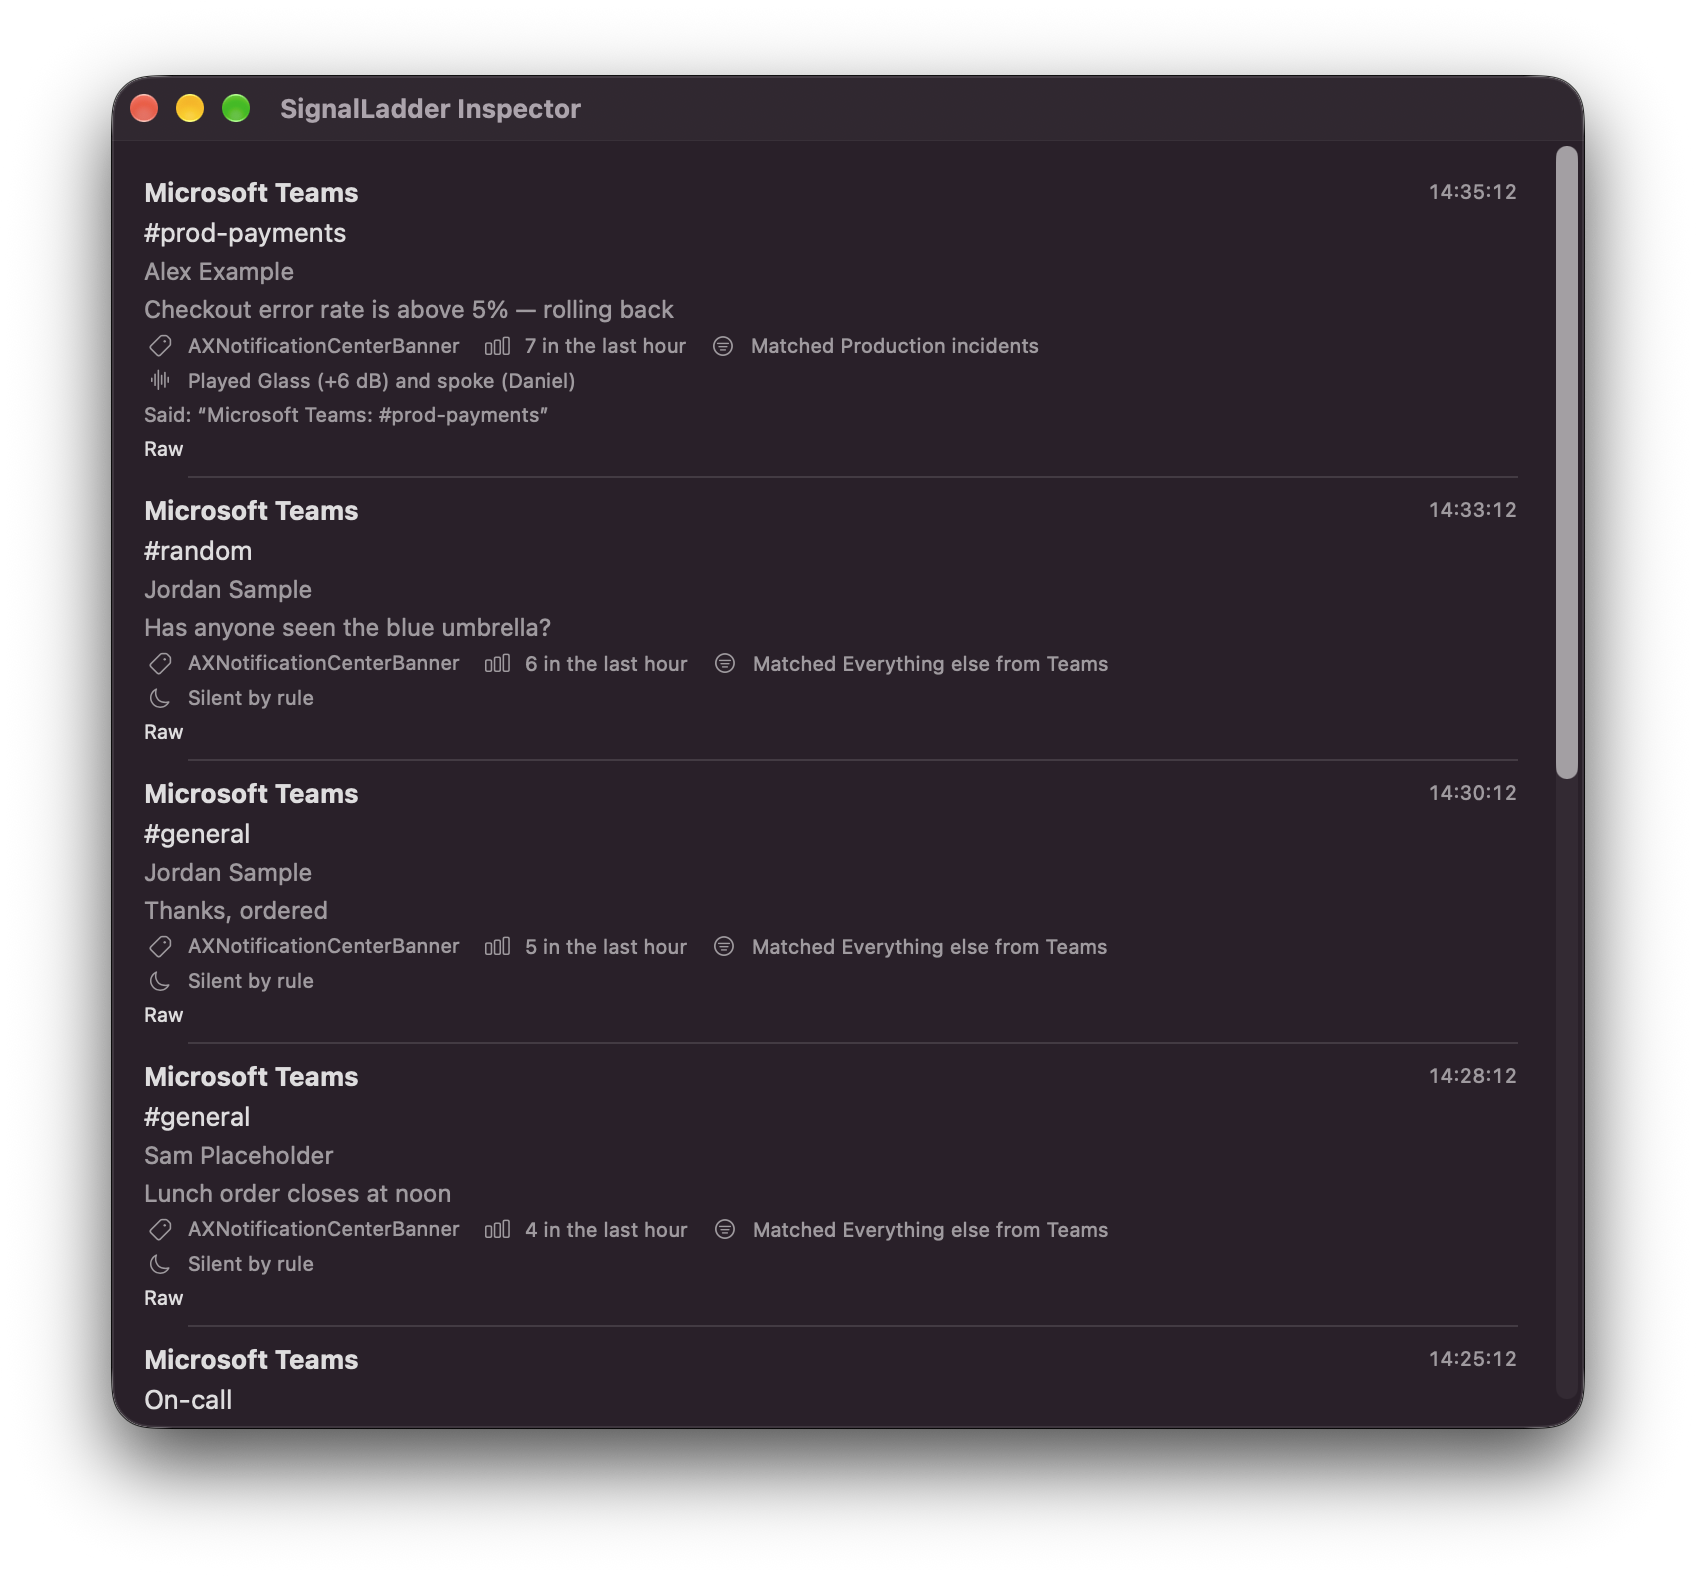 SignalLadder Inspector
Microsoft Teams 14:35:12
#prod-payments
Alex Example
Checkout error rate is above 5% — rolling back
AXNotificationCenterBanner 7 in the last hour Matched Production incidents
Played Glass (+6 dB) and spoke (Daniel)
Said: “Microsoft Teams: #prod-payments”
Raw
Microsoft Teams 14:33:12
#random
Jordan Sample
Has anyone seen the blue umbrella?
AXNotificationCenterBanner 6 in the last hour Matched Everything else from Teams
Silent by rule
Raw
Microsoft Teams 14:30:12
#general
Jordan Sample
Thanks, ordered
AXNotificationCenterBanner 5 in the last hour Matched Everything else from Teams
Silent by rule
Raw
Microsoft Teams 14:28:12
#general
Sam Placeholder
Lunch order closes at noon
AXNotificationCenterBanner 4 in the last hour Matched Everything else from Teams
Silent by rule
Raw
Microsoft Teams 14:25:12
On-call